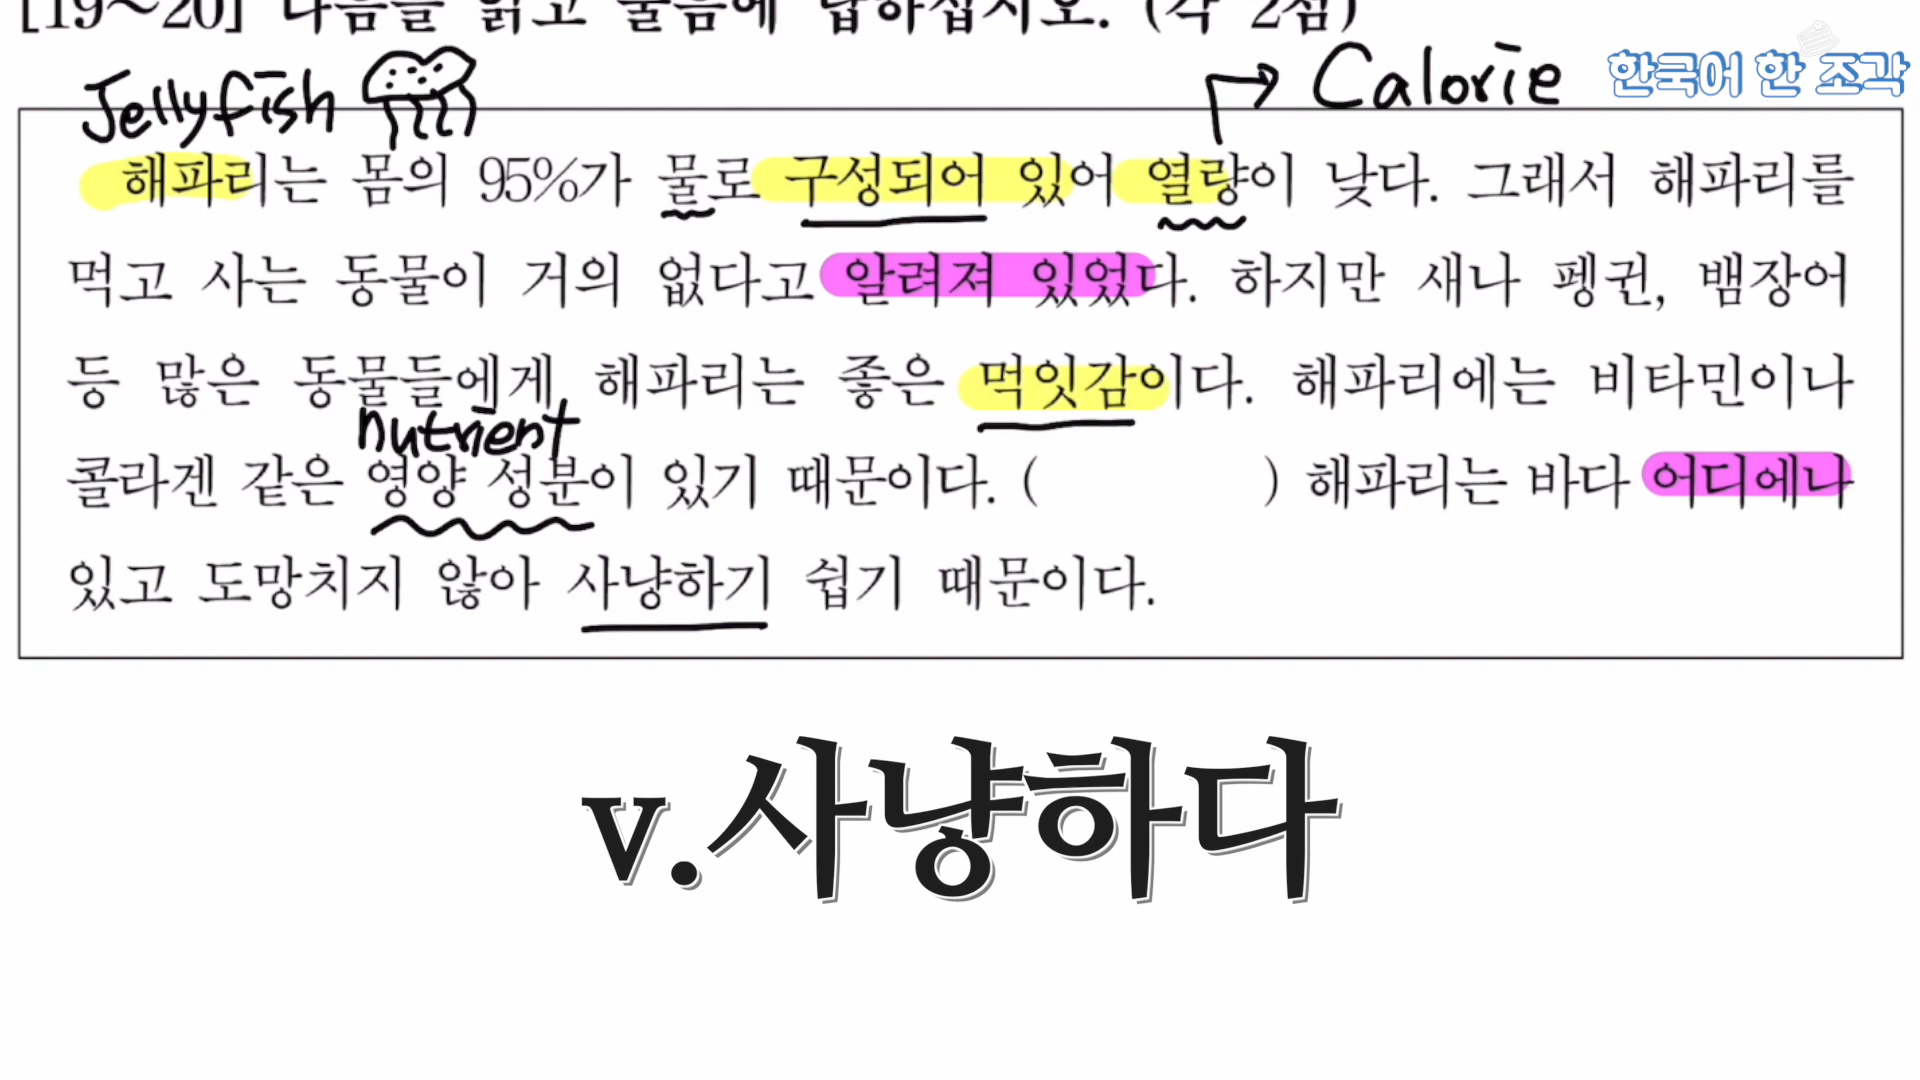 [19~20] 다음을 읽고 물음에 답하십시오. (각 2점)
한국어 한 조각
Jellyfish
Calorie
해파리는 몸의 95%가 물로 구성되어 있어 열량이 낮다. 그래서 해파리를
먹고 사는 동물이 거의 없다고 알려져 있었다. 하지만 새나 펭귄, 뱀장어
등 많은 동물들에게 해파리는 좋은 먹잇감이다. 해파리에는 비타민이나
nutrient
콜라겐 같은 영양 성분이 있기 때문이다. ( ) 해파리는 바다 어디에나
있고 도망치지 않아 사냥하기 쉽기 때문이다.
v.사냥하다